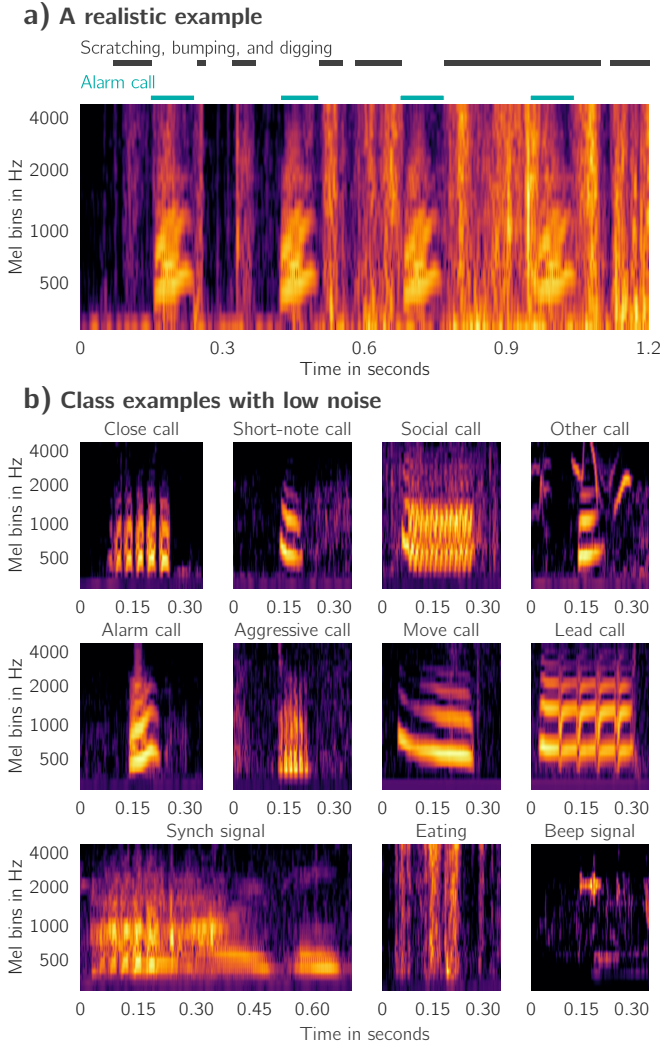 a) A realistic example
Scratching, bumping, and digging
Alarm call
Mel bins in Hz
4000
2000
1000
500
0 0.3 0.6 0.9 1.2
Time in seconds
b) Class examples with low noise
Close call Short-note call Social call Other call
Mel bins in Hz
4000
2000
1000
500
0 0.15 0.30 0 0.15 0.30 0 0.15 0.30 0 0.15 0.30
Alarm call Aggressive call Move call Lead call
Mel bins in Hz
4000
2000
1000
500
0 0.15 0.30 0 0.15 0.30 0 0.15 0.30 0 0.15 0.30
Synch signal Eating Beep signal
Mel bins in Hz
4000
2000
1000
500
0 0.15 0.30 0.45 0.60 0 0.15 0.30 0 0.15 0.30
Time in seconds